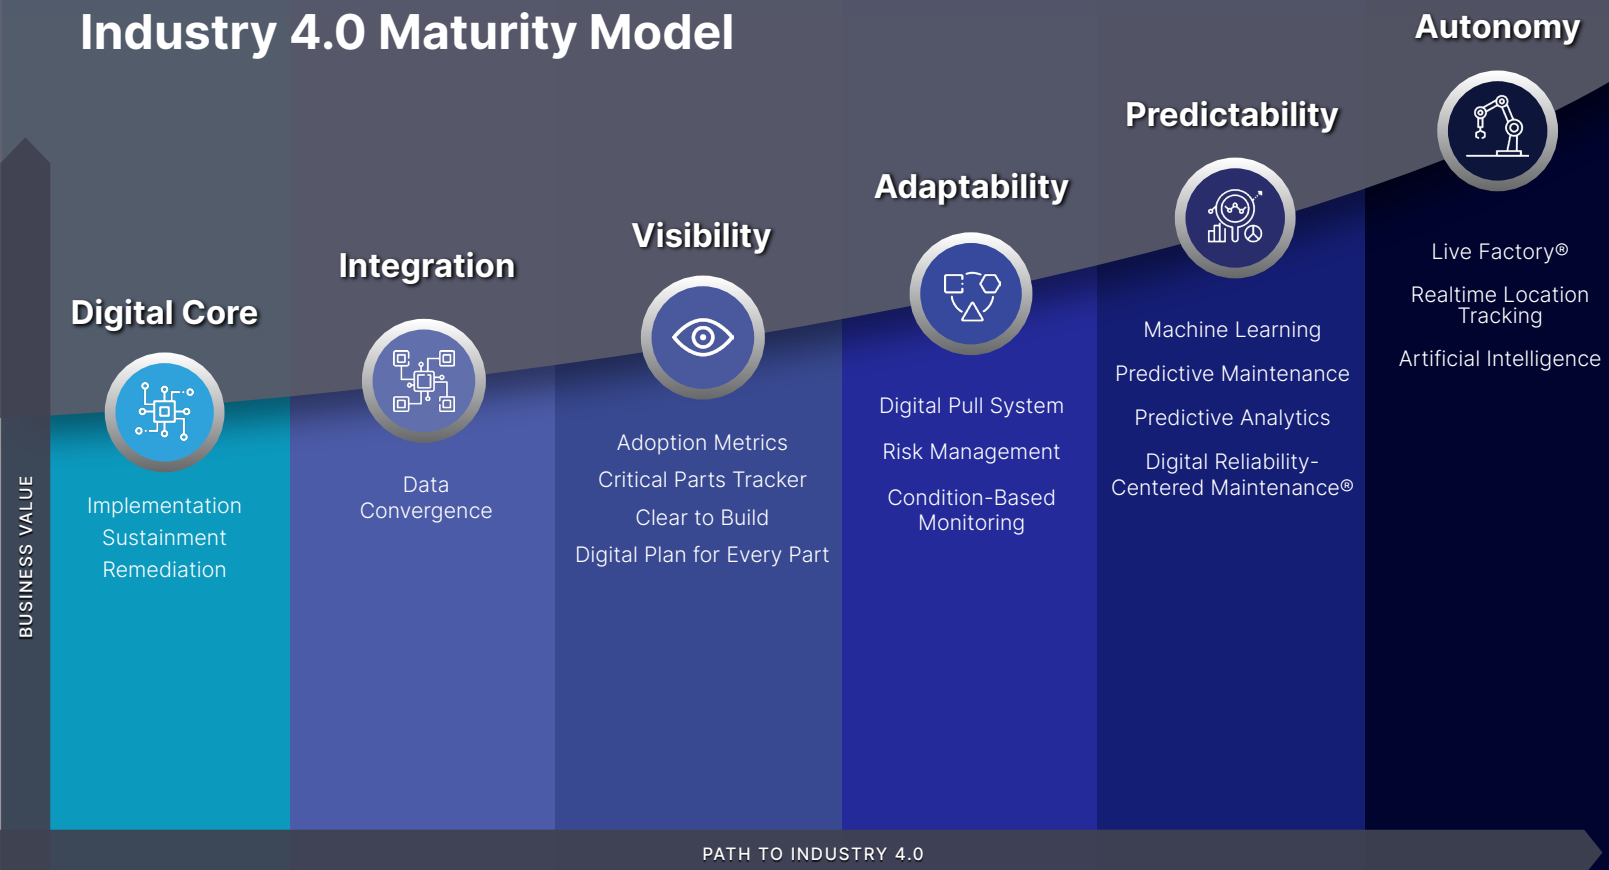 Industry 4.0 Maturity Model
Digital Core
Implementation
Sustainment
Remediation
Integration
Data
Convergence
Visibility
Adoption Metrics
Critical Parts Tracker
Clear to Build
Digital Plan for Every Part
Adaptability
Digital Pull System
Risk Management
Condition-Based
Monitoring
Predictability
Machine Learning
Predictive Maintenance
Predictive Analytics
Digital Reliability-
Centered Maintenance®
Autonomy
Live Factory®
Realtime Location
Tracking
Artificial Intelligence
BUSINESS VALUE
PATH TO INDUSTRY 4.0